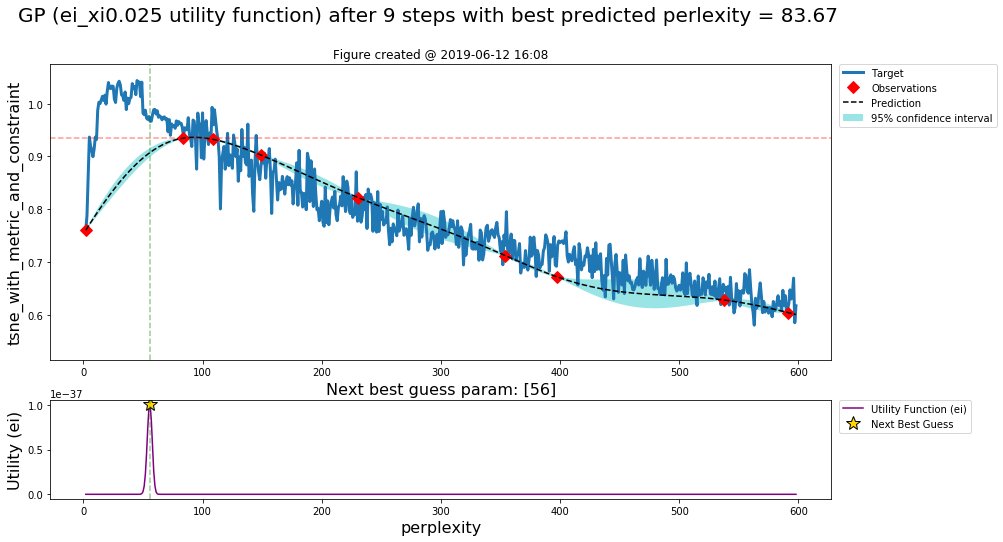 GP (ei_xi0.025 utility function) after 9 steps with best predicted perlexity = 83.67
Figure created @ 2019-06-12 16:08
tsne_with_metric_and_constraint
1.0
0.9
0.8
0.7
0.6
0 100 200 300 400 500 600
Target
Observations
Prediction
95% confidence interval
Next best guess param: [56]
1e−37
Utility (ei)
1.0
0.5
0.0
0 100 200 300 400 500 600
perplexity
Utility Function (ei)
Next Best Guess